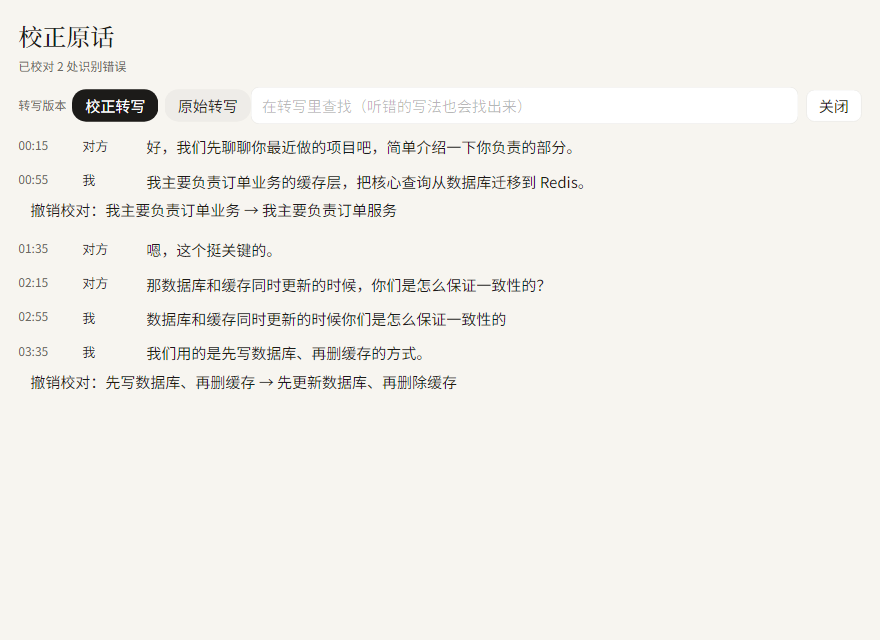 校正原话
已校对 2 处识别错误
转写版本 校正转写 原始转写 在转写里查找（听错的写法也会找出来） 关闭
00:15 对方 好，我们先聊聊你最近做的项目吧，简单介绍一下你负责的部分。
00:55 我 我主要负责订单业务的缓存层，把核心查询从数据库迁移到 Redis。
撤销校对：我主要负责订单业务 → 我主要负责订单服务
01:35 对方 嗯，这个挺关键的。
02:15 对方 那数据库和缓存同时更新的时候，你们是怎么保证一致性的？
02:55 我 数据库和缓存同时更新的时候你们是怎么保证一致性的
03:35 我 我们用的是先写数据库、再删缓存的方式。
撤销校对：先写数据库、再删缓存 → 先更新数据库、再删除缓存